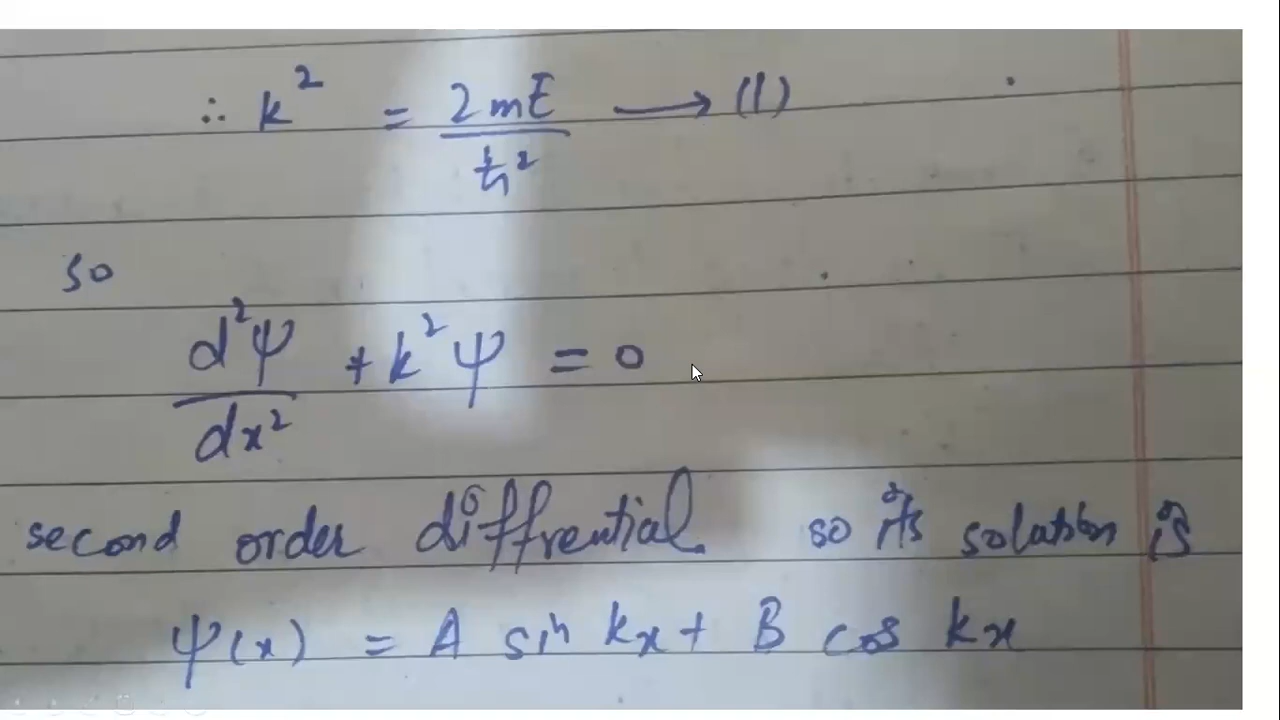 ∴ k² = 2mE / ħ² → (1)
so
d²ψ / dx² + k²ψ = 0
second order diffrential. so its solution is
ψ(x) = A sin kx + B cos kx